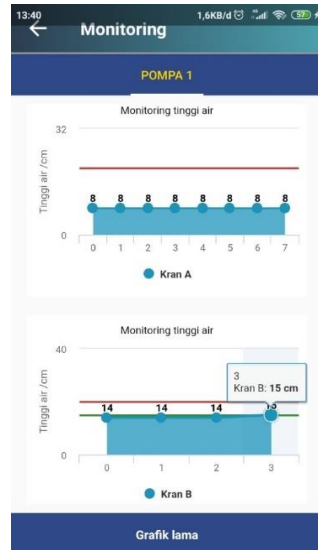 13:40 1,6KB/d 57
Monitoring
POMPA 1
Monitoring tinggi air
32
Tinggi air /cm
8 8 8 8 8 8 8 8
0
0 1 2 3 4 5 6 7
Kran A
Monitoring tinggi air
40
3
Kran B: 15 cm
Tinggi air /cm
14 14 14 15
0
0 1 2 3
Kran B
Grafik lama